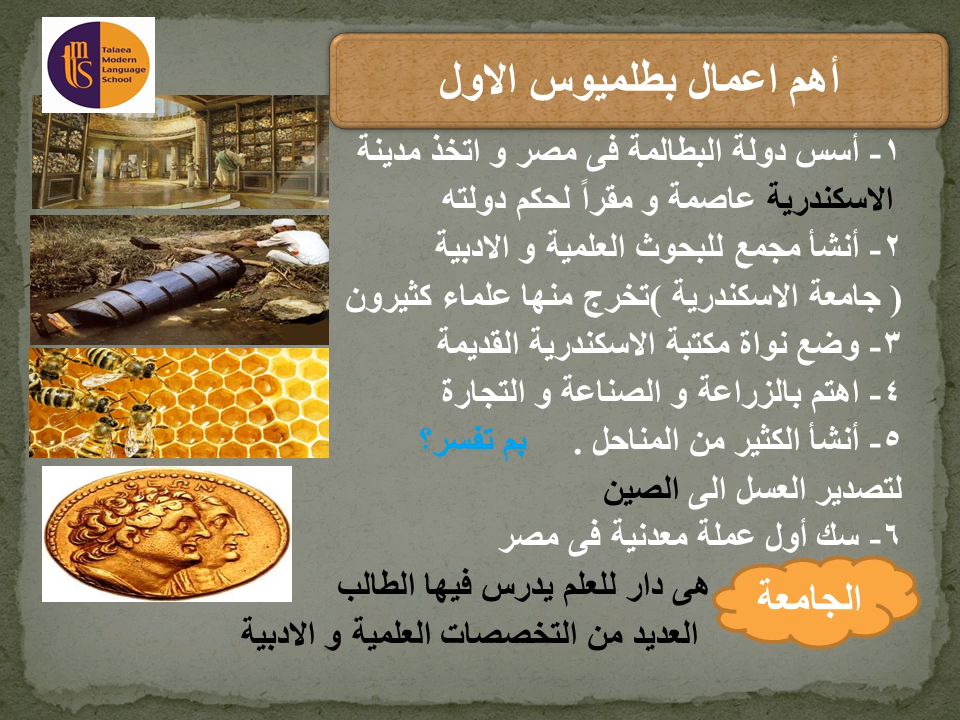 Talaea
Modern
Language
School
أهم اعمال بطلميوس الاول
١- أسس دولة البطالمة فى مصر و اتخذ مدينة
الاسكندرية عاصمة و مقراً لحكم دولته
٢- أنشأ مجمع للبحوث العلمية و الادبية
( جامعة الاسكندرية )تخرج منها علماء كثيرون
٣- وضع نواة مكتبة الاسكندرية القديمة
٤- اهتم بالزراعة و الصناعة و التجارة
٥- أنشأ الكثير من المناحل . بم تفسر؟
لتصدير العسل الى الصين
٦- سك أول عملة معدنية فى مصر
الجامعة
هى دار للعلم يدرس فيها الطالب
العديد من التخصصات العلمية و الادبية